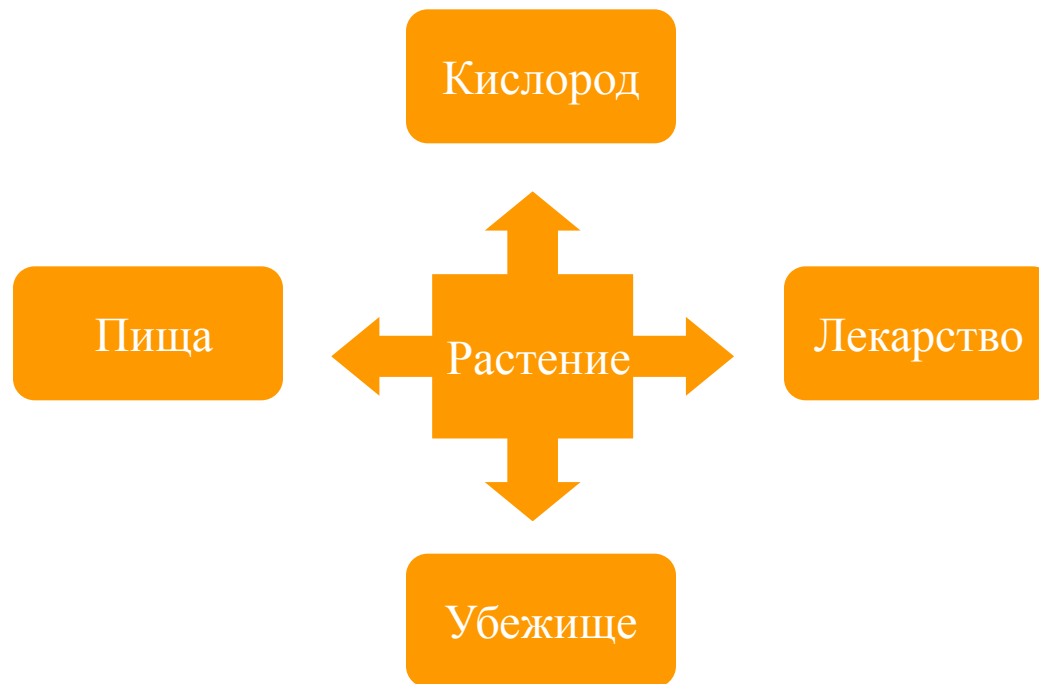 Кислород
Пища
Растение
Лекарство
Убежище